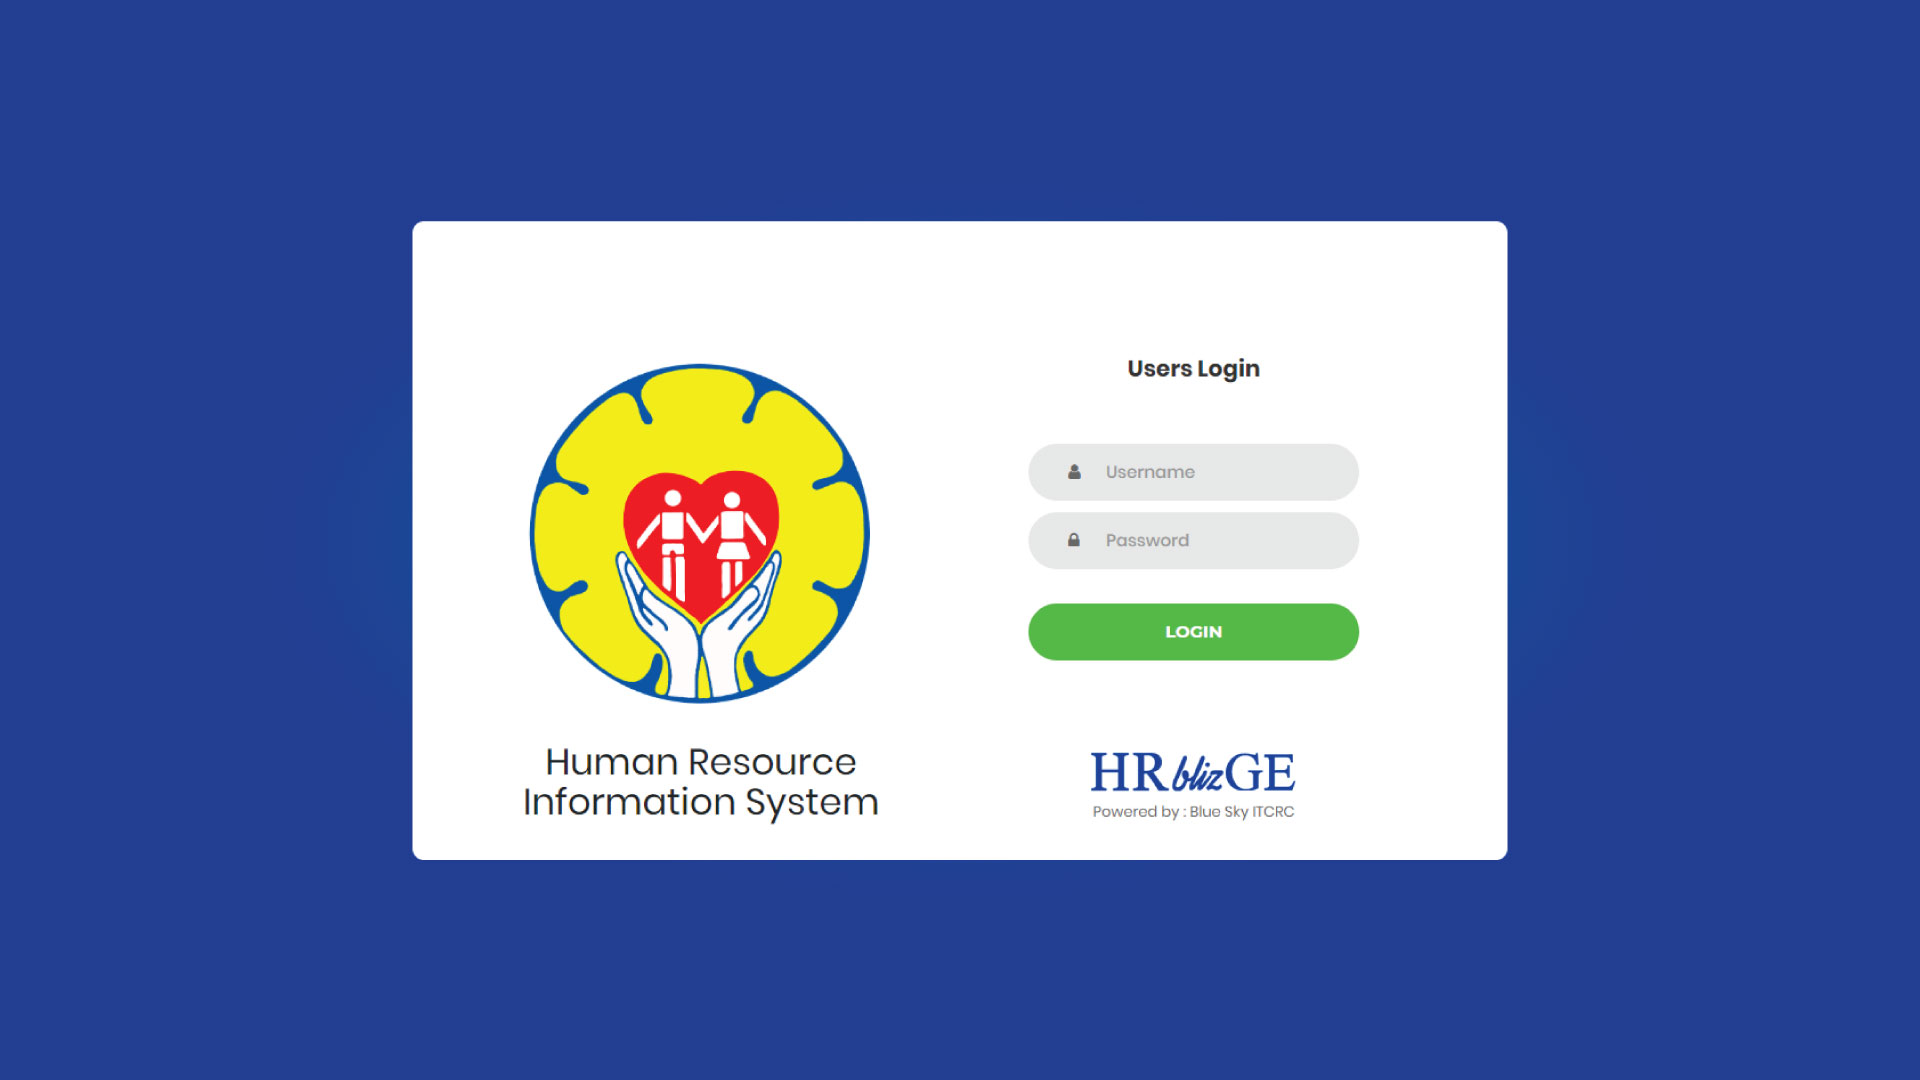 Users Login
Username
Password
LOGIN
Human Resource
Information System
HRblizGE
Powered by : Blue Sky ITCRC